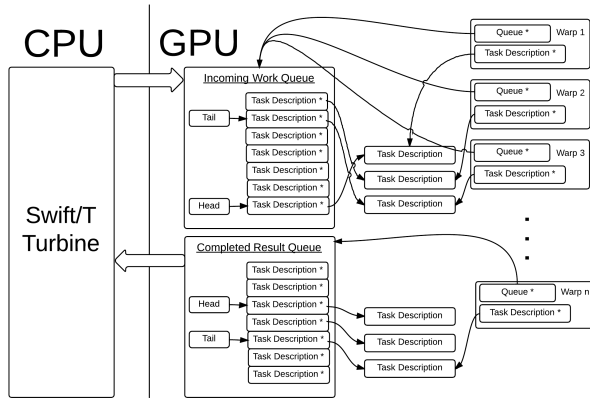 CPU
GPU
Swift/T
Turbine
Incoming Work Queue
Task Description *
Tail
Task Description *
Task Description *
Task Description *
Task Description *
Task Description *
Head
Task Description *
Completed Result Queue
Task Description *
Task Description *
Head
Task Description *
Task Description *
Tail
Task Description *
Task Description *
Task Description *
Task Description
Task Description
Task Description
Task Description
Task Description
Task Description
Queue *
Warp 1
Task Description *
Queue *
Warp 2
Task Description *
Queue *
Warp 3
Task Description *
Queue *
Warp n
Task Description *